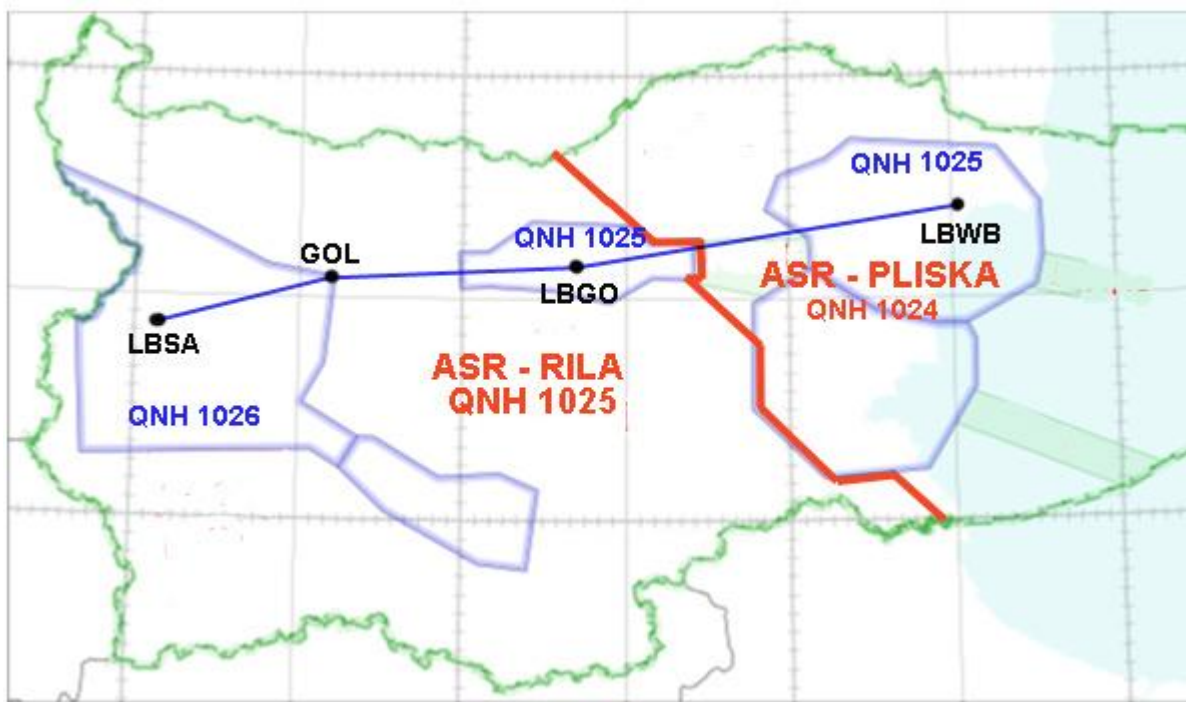 QNH 1025
LBWB
QNH 1025
GOL
ASR - PLISKA
QNH 1024
LBGO
LBSA
ASR - RILA
QNH 1025
QNH 1026